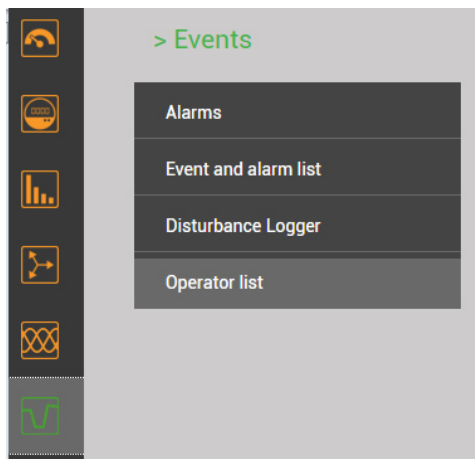 > Events
Alarms
Event and alarm list
Disturbance Logger
Operator list